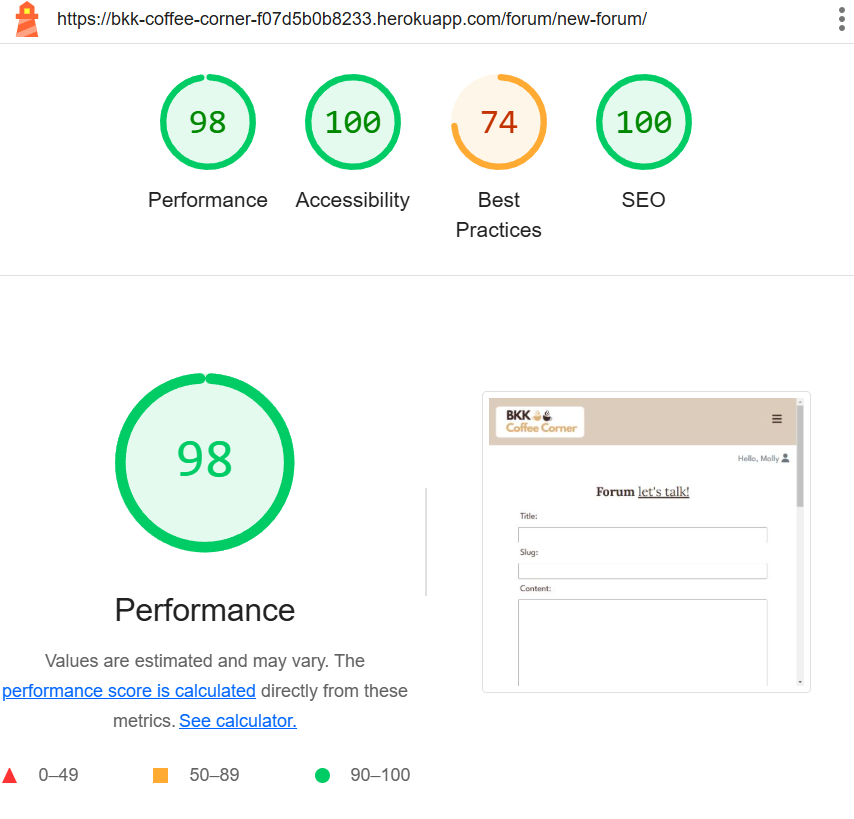 https://bkk-coffee-corner-f07d5b0b8233.herokuapp.com/forum/new-forum/
98
100
74
100
Performance
Accessibility
Best
Practices
SEO
98
Performance
Values are estimated and may vary. The
performance score is calculated directly from these
metrics. See calculator.
0–49
50–89
90–100
BKK
Coffee Corner
Hello, Mally
Forum let's talk!
Title:
Slug:
Content: